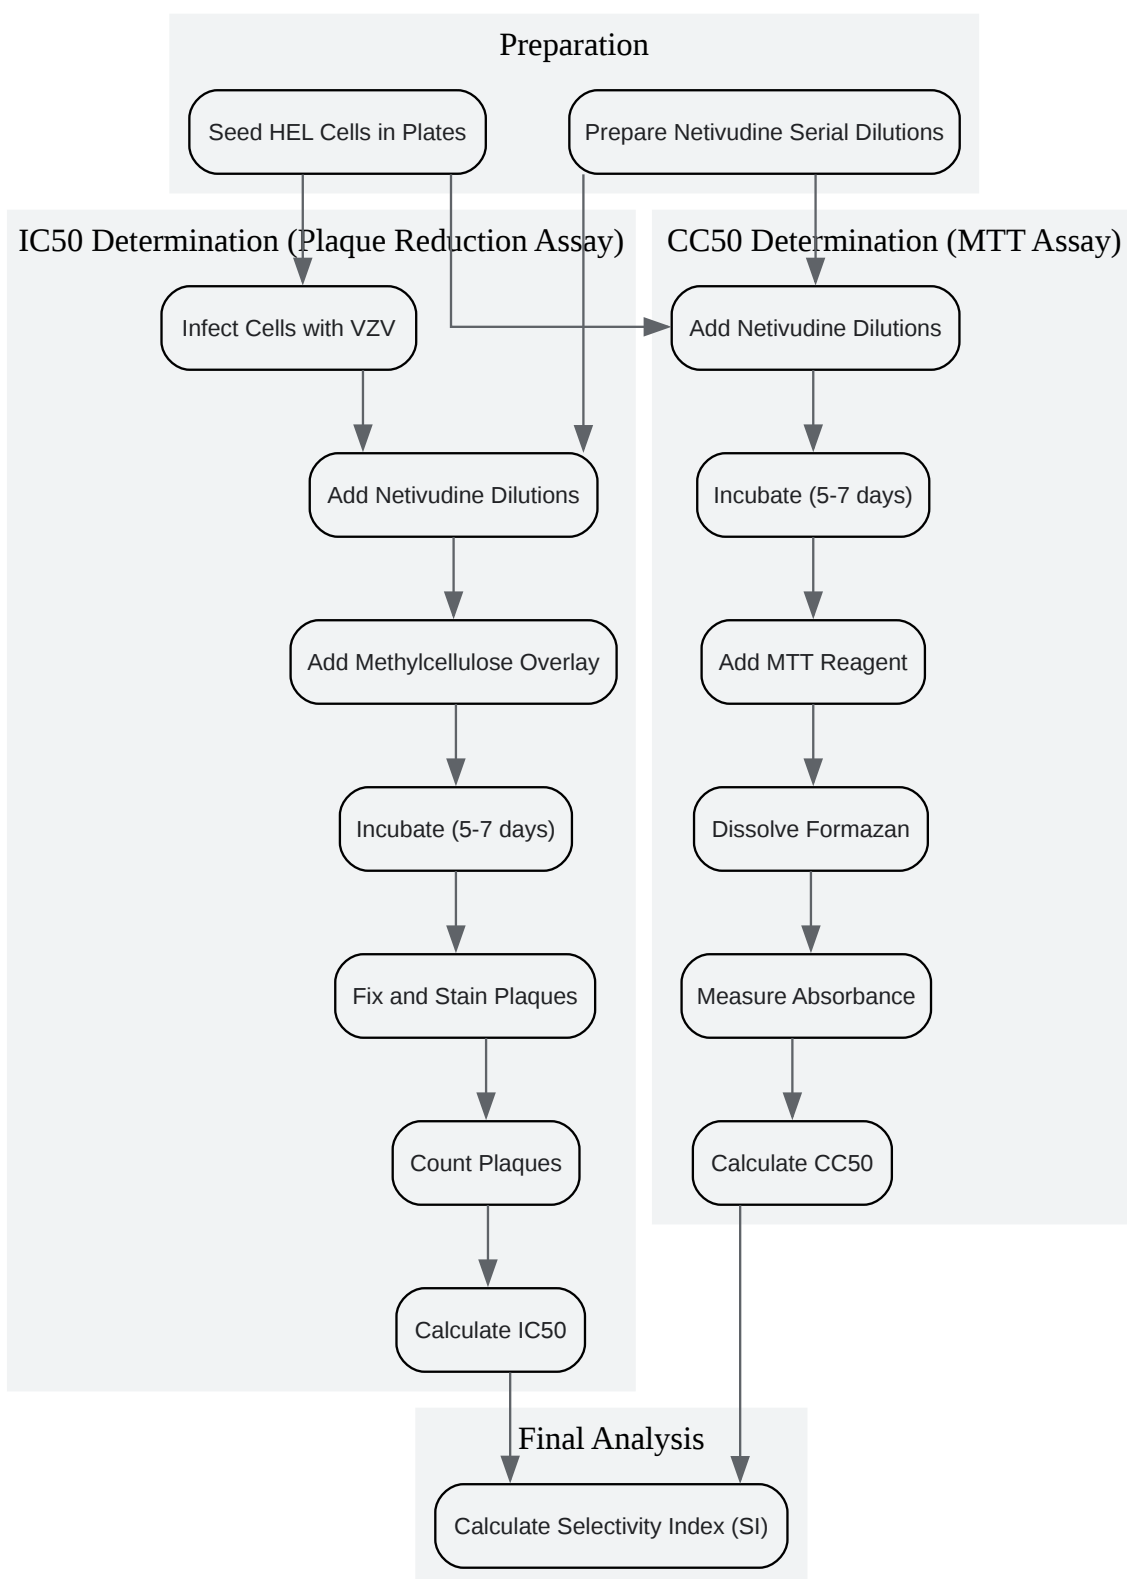 Preparation
Seed HEL Cells in Plates
Prepare Netivudine Serial Dilutions
IC50 Determination (Plaque Reduction Assay)
Infect Cells with VZV
Add Netivudine Dilutions
Add Methylcellulose Overlay
Incubate (5-7 days)
Fix and Stain Plaques
Count Plaques
Calculate IC50
CC50 Determination (MTT Assay)
Add Netivudine Dilutions
Incubate (5-7 days)
Add MTT Reagent
Dissolve Formazan
Measure Absorbance
Calculate CC50
Final Analysis
Calculate Selectivity Index (SI)